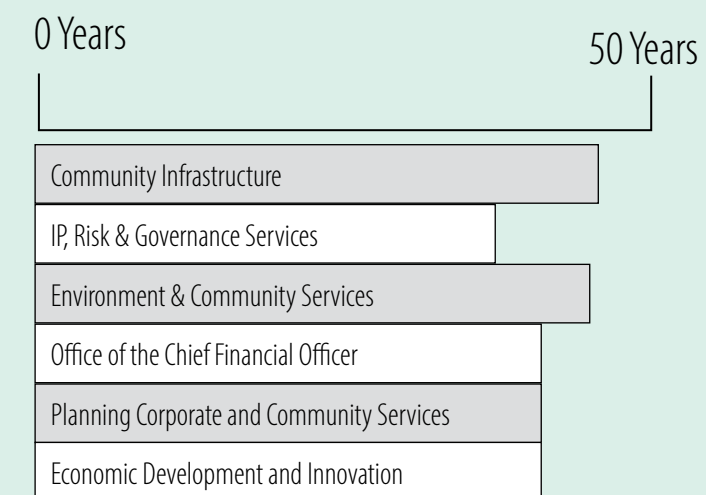 0 Years
50 Years
Community Infrastructure
IP, Risk & Governance Services
Environment & Community Services
Office of the Chief Financial Officer
Planning Corporate and Community Services
Economic Development and Innovation